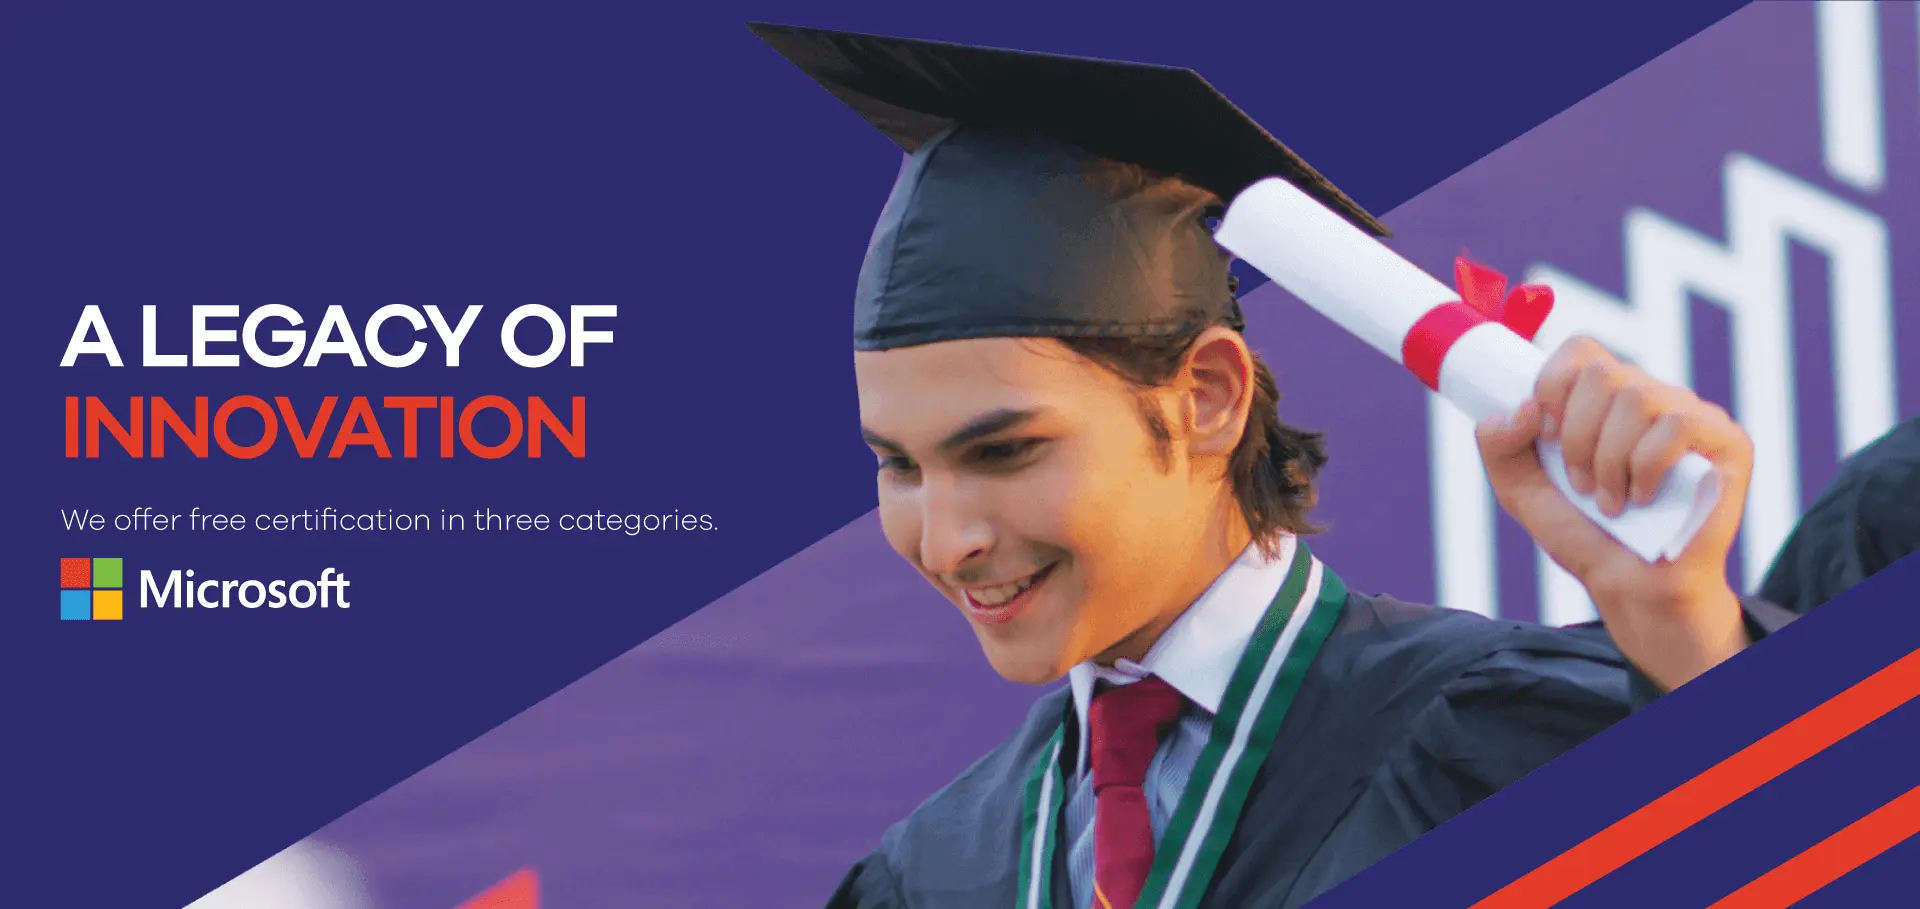 A LEGACY OF
INNOVATION
We offer free certification in three categories.
Microsoft